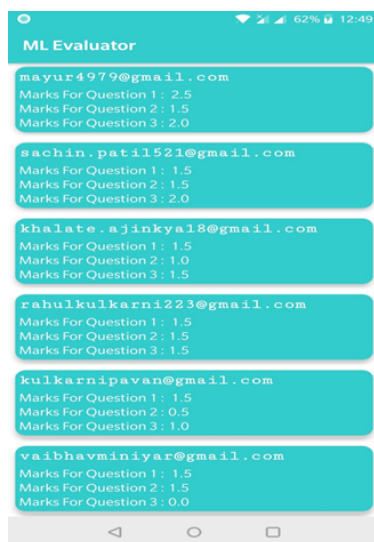 62% 12:49
ML Evaluator
mayur4979@gmail.com
Marks For Question 1 : 2.5
Marks For Question 2 : 1.5
Marks For Question 3 : 2.0
sachin.patil521@gmail.com
Marks For Question 1 : 1.5
Marks For Question 2 : 1.5
Marks For Question 3 : 2.0
khalate.ajinkya18@gmail.com
Marks For Question 1 : 1.5
Marks For Question 2 : 1.0
Marks For Question 3 : 1.5
rahulkulkarni223@gmail.com
Marks For Question 1 : 1.5
Marks For Question 2 : 1.5
Marks For Question 3 : 1.5
kulkarnipavan@gmail.com
Marks For Question 1 : 1.5
Marks For Question 2 : 0.5
Marks For Question 3 : 1.0
vaibhavminiyar@gmail.com
Marks For Question 1 : 1.5
Marks For Question 2 : 1.5
Marks For Question 3 : 0.0